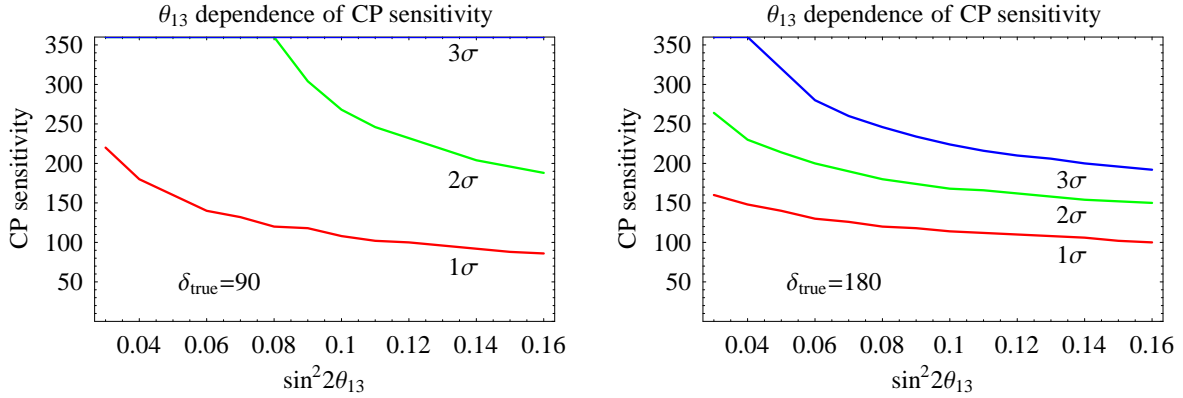 θ₁₃ dependence of CP sensitivity
350
300
250
200
150
100
50
CP sensitivity
3σ
2σ
1σ
δtrue=90
0.04 0.06 0.08 0.1 0.12 0.14 0.16
sin²2θ₁₃
θ₁₃ dependence of CP sensitivity
350
300
250
200
150
100
50
CP sensitivity
3σ
2σ
1σ
δtrue=180
0.04 0.06 0.08 0.1 0.12 0.14 0.16
sin²2θ₁₃